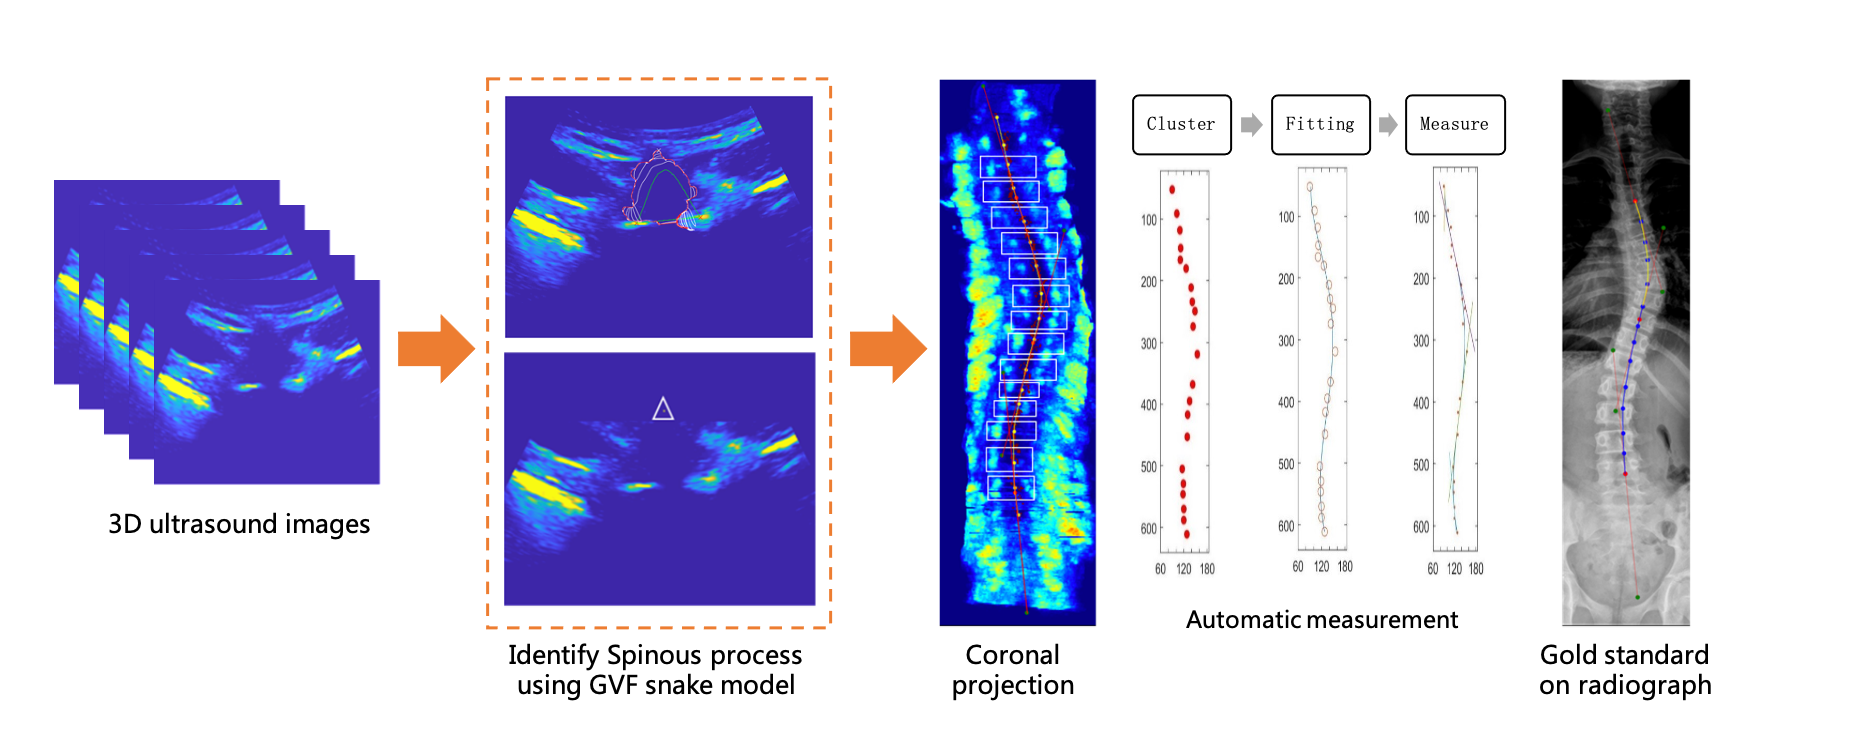 3D ultrasound images
Identify Spinous process
using GVF snake model
Coronal
projection
Cluster
Fitting
Measure
100
200
300
400
500
600
60 120 180
100
200
300
400
500
600
60 120 180
100
200
300
400
500
600
60 120 180
Automatic measurement
Gold standard
on radiograph